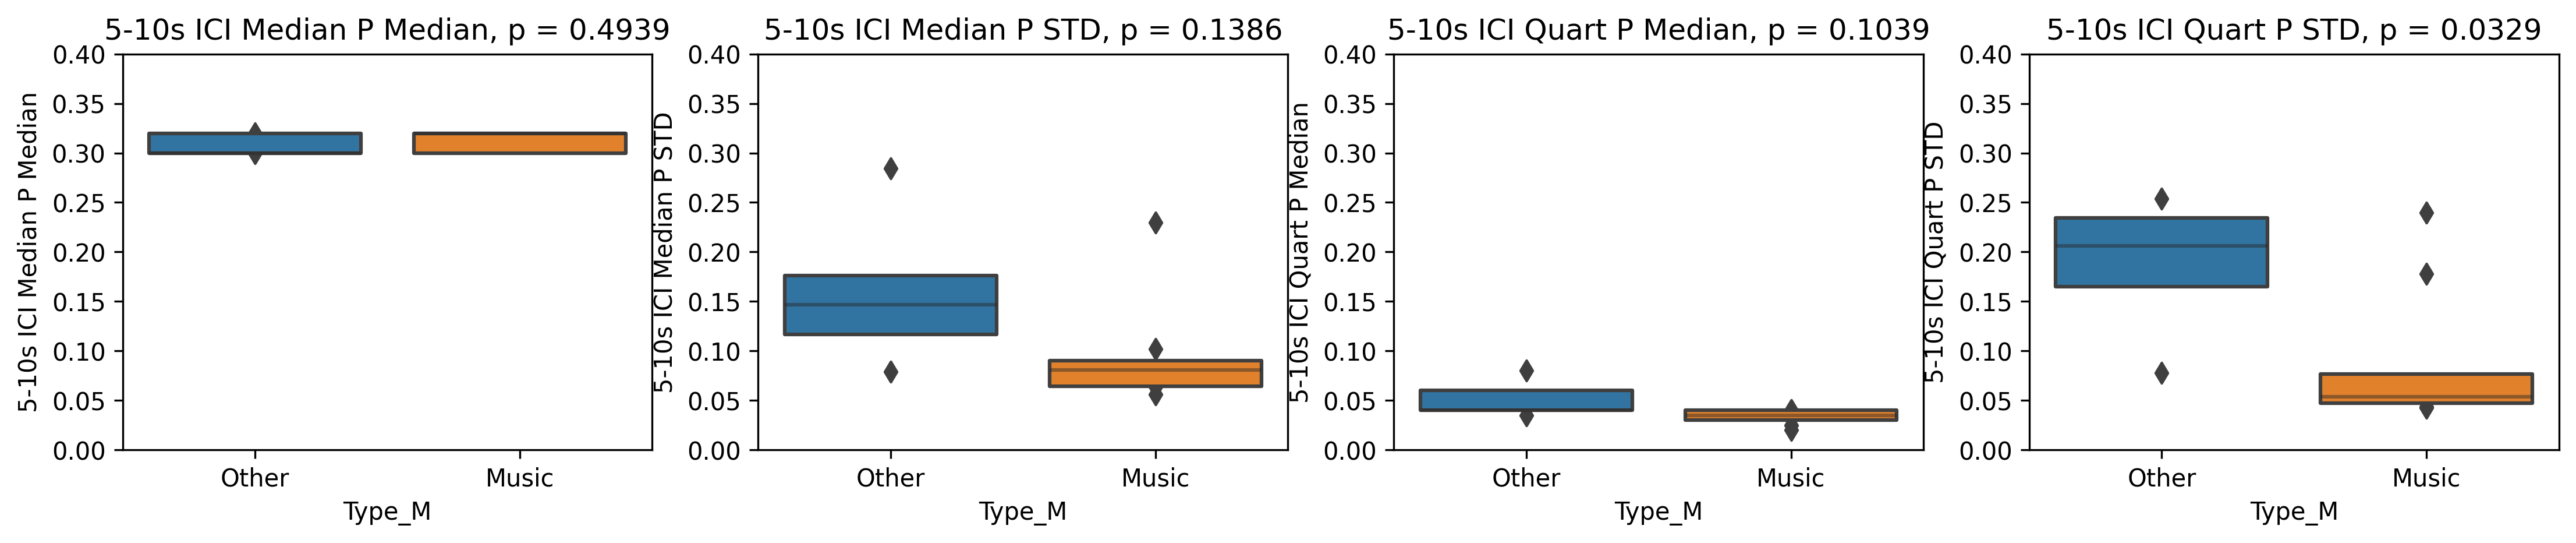 5-10s ICI Median P Median, p = 0.4939
5-10s ICI Median P Median
0.40
0.35
0.30
0.25
0.20
0.15
0.10
0.05
0.00
Other
Music
Type_M
5-10s ICI Median P STD, p = 0.1386
5-10s ICI Median P STD
0.40
0.35
0.30
0.25
0.20
0.15
0.10
0.05
0.00
Other
Music
Type_M
5-10s ICI Quart P Median, p = 0.1039
5-10s ICI Quart P Median
0.40
0.35
0.30
0.25
0.20
0.15
0.10
0.05
0.00
Other
Music
Type_M
5-10s ICI Quart P STD, p = 0.0329
5-10s ICI Quart P STD
0.40
0.35
0.30
0.25
0.20
0.15
0.10
0.05
0.00
Other
Music
Type_M